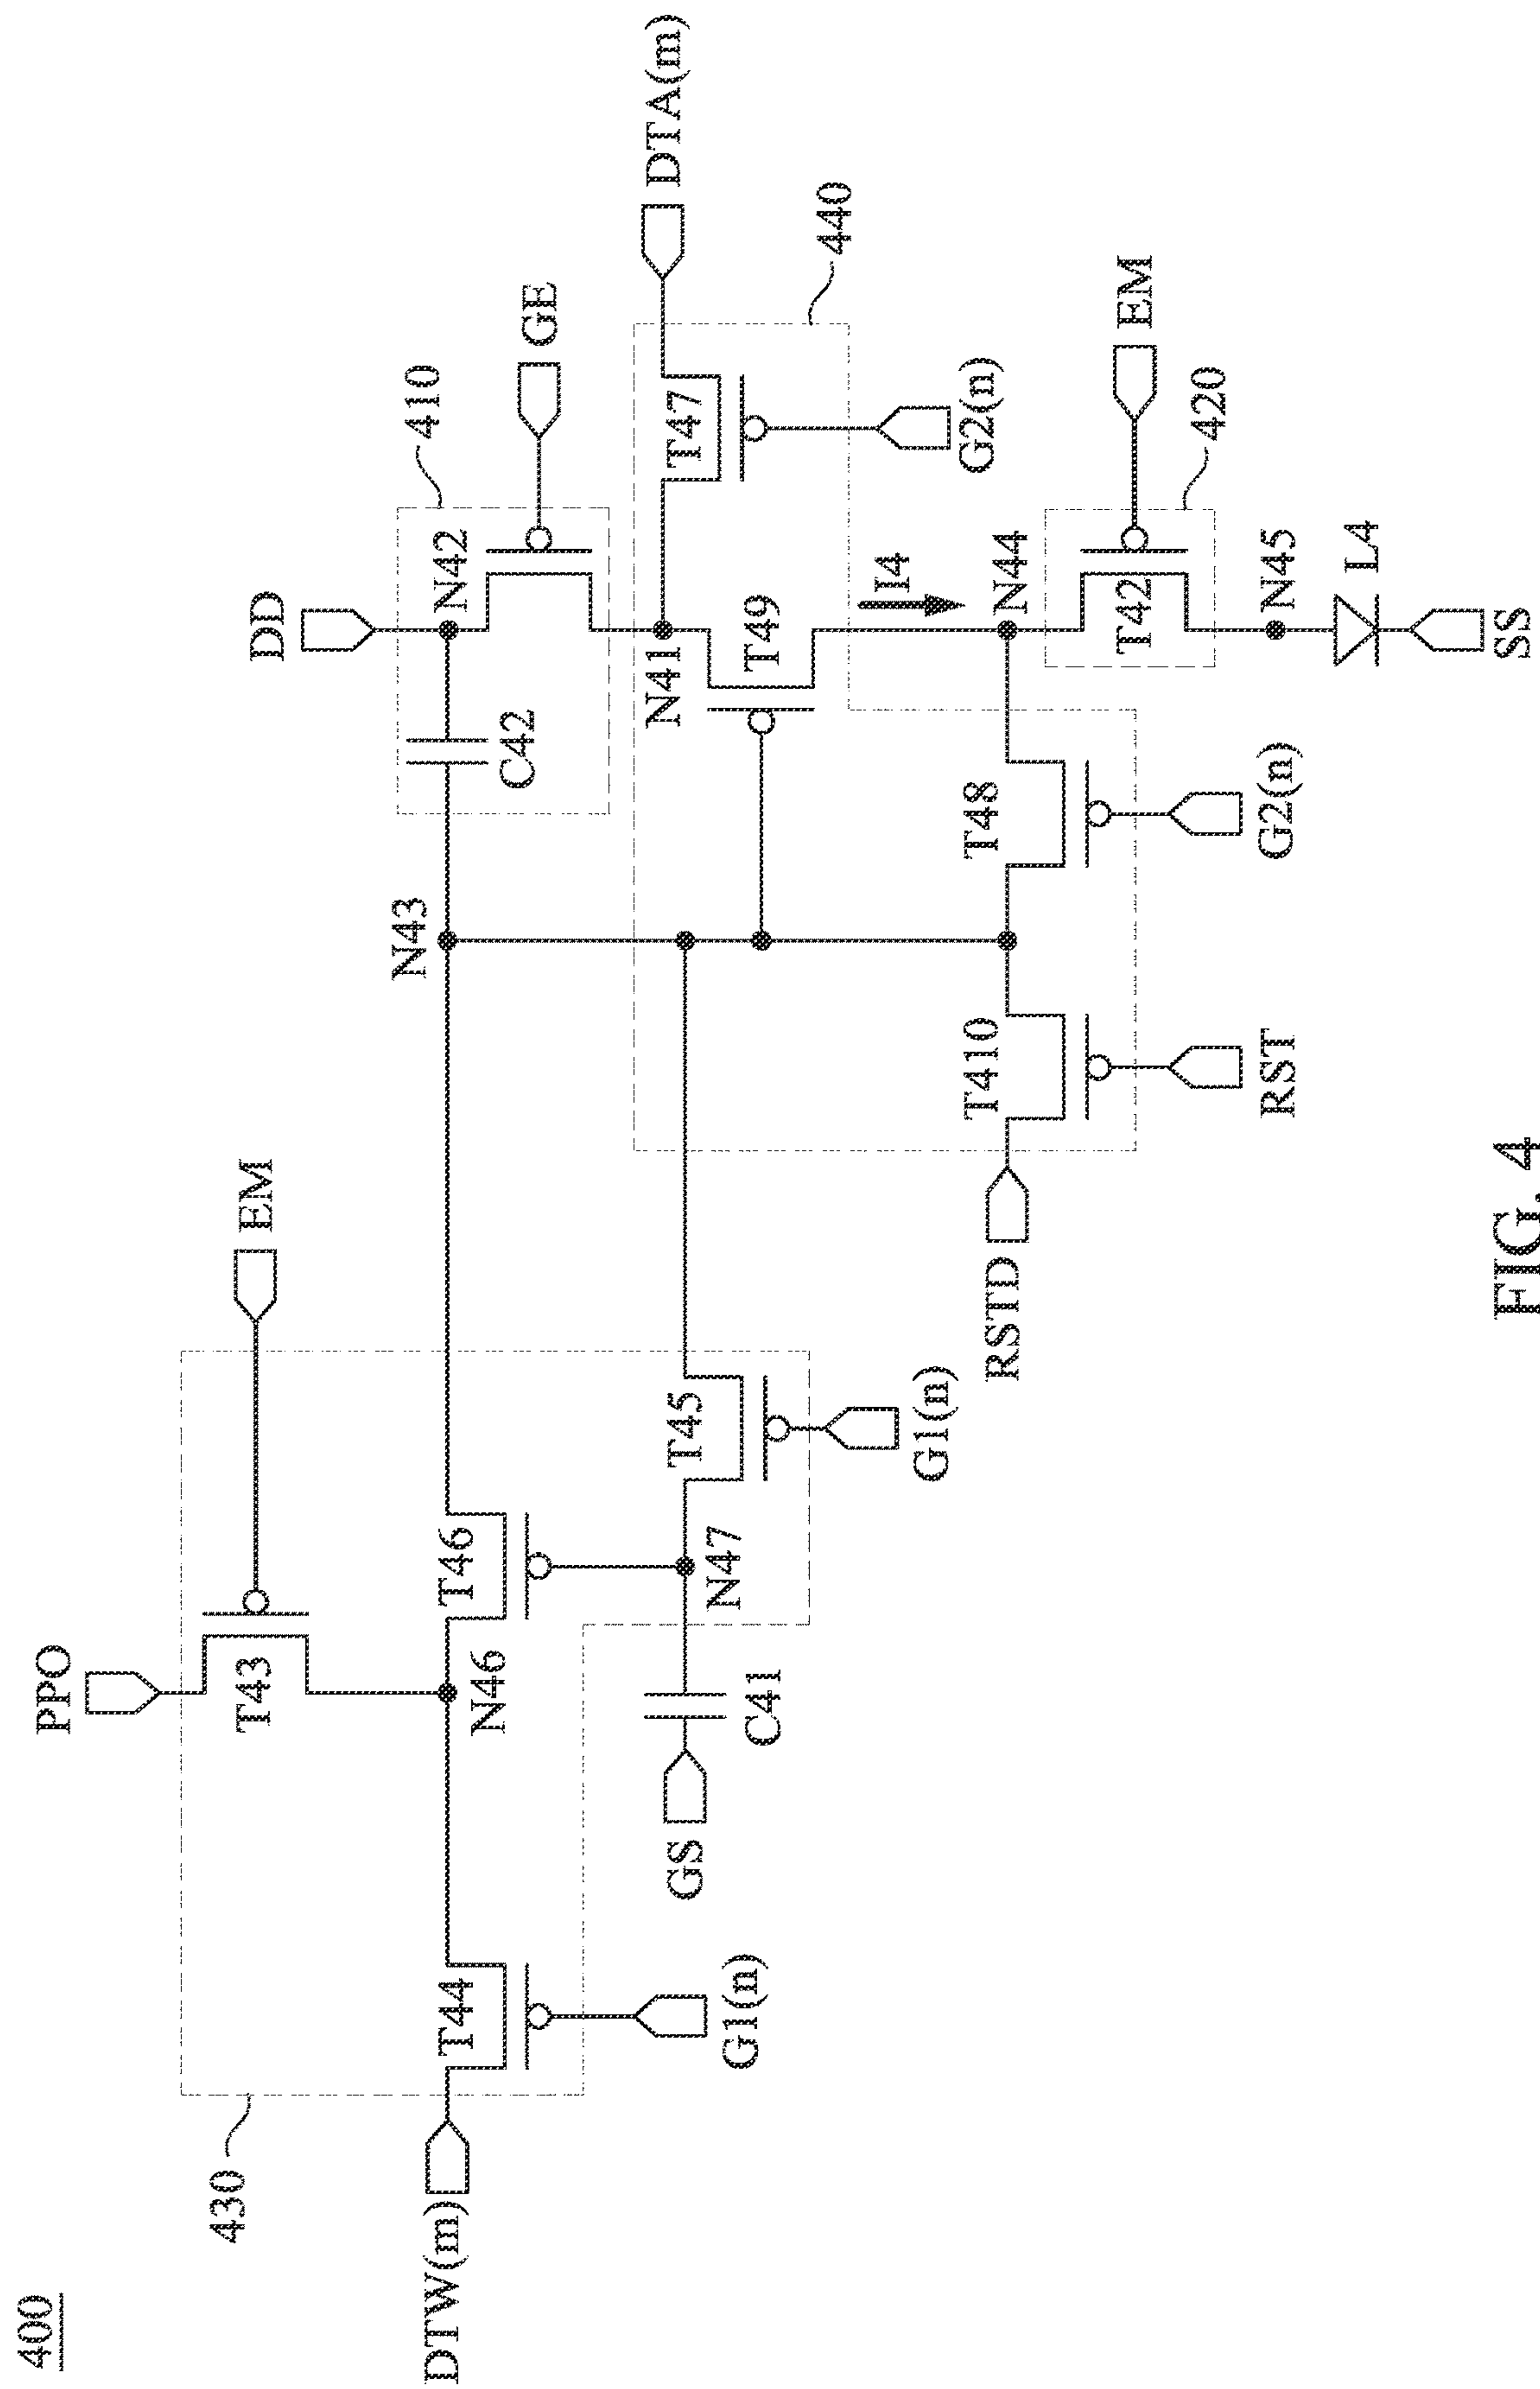 400
430
PPO
EM
T43
DD
410
N42
GE
C42
N43
T46
N46
T44
DTW(m)
G1(n)
GS
C41
N47
T45
G1(n)
N41
T47
DTA(m)
T49
440
G2(n)
I4
N44
T48
T410
RSTD
RST
G2(n)
T42
EM
420
N45
L4
SS
FIG. 4